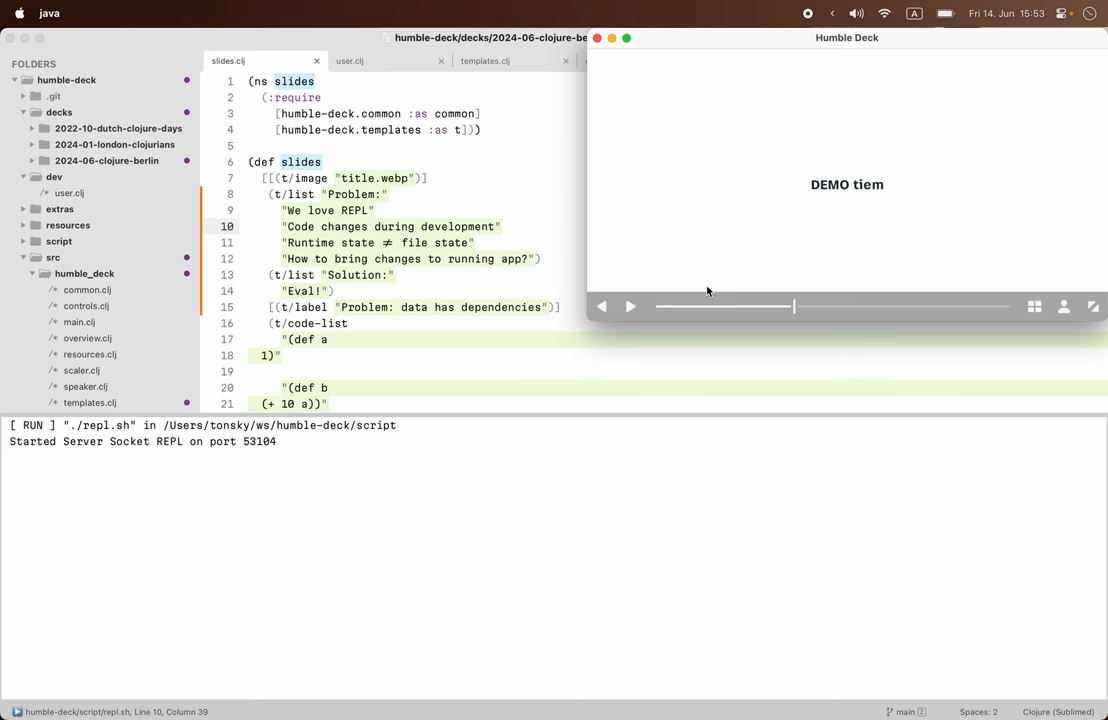 java
A
Fri 14. Jun 15:53
humble-deck/decks/2024-06-clojure-be
Humble Deck
FOLDERS
humble-deck
.git
decks
2022-10-dutch-clojure-days
2024-01-london-clojurians
2024-06-clojure-berlin
dev
/* user.clj
extras
resources
script
src
humble_deck
/* common.clj
/* controls.clj
/* main.clj
/* overview.clj
/* resources.clj
/* scaler.clj
/* speaker.clj
/* templates.clj
slides.clj
user.clj
templates.clj
1 (ns slides
2 (:require
3 [humble-deck.common :as common]
4 [humble-deck.templates :as t]))
5
6 (def slides
7 [[(t/image "title.webp")]
8 (t/list "Problem:"
9 "We love REPL"
10 "Code changes during development"
11 "Runtime state ≠ file state"
12 "How to bring changes to running app?")
13 (t/list "Solution:"
14 "Eval!")
15 [(t/label "Problem: data has dependencies")]
16 (t/code-list
17 "(def a
18 1)"
19
20 "(def b
21 (+ 10 a))"
DEMO tiem
[ RUN ] "./repl.sh" in /Users/tonsky/ws/humble-deck/script
Started Server Socket REPL on port 53104
humble-deck/script/repl.sh, Line 10, Column 39
main 2
Spaces: 2
Clojure (Sublimed)